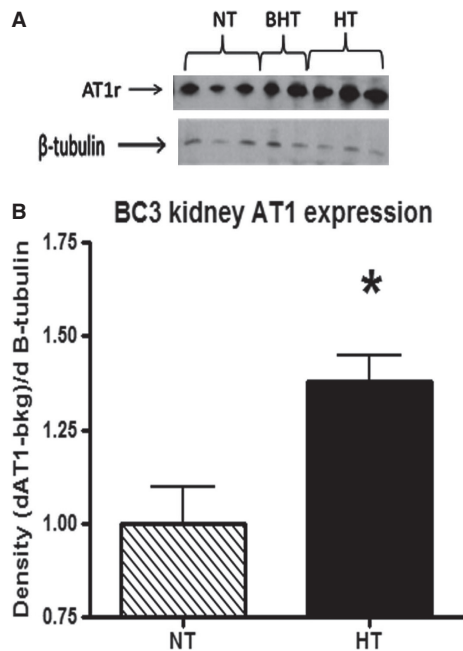 A
NT BHT HT
AT1r
β-tubulin
B
BC3 kidney AT1 expression
Density (dAT1-bkg)/d B-tubulin
1.75
*
1.50
1.25
1.00
0.75
NT HT